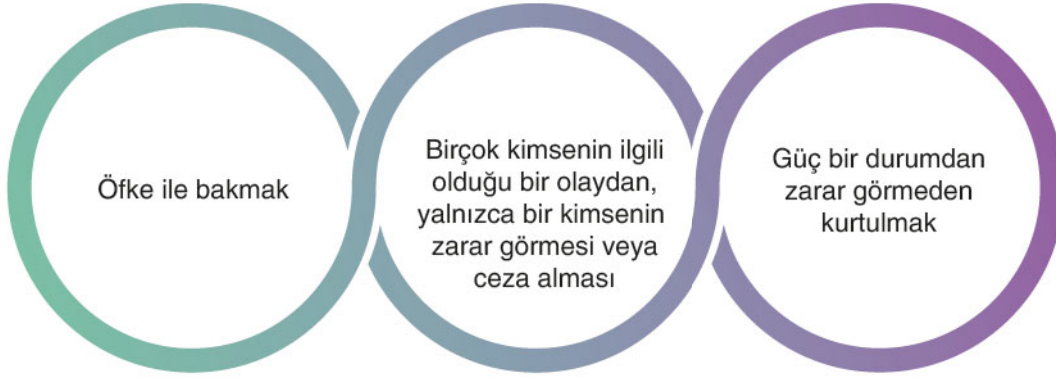 Öfke ile bakmak
Birçok kimsenin ilgili
olduğu bir olaydan,
yalnızca bir kimsenin
zarar görmesi veya
ceza alması
Güç bir durumdan
zarar görmeden
kurtulmak